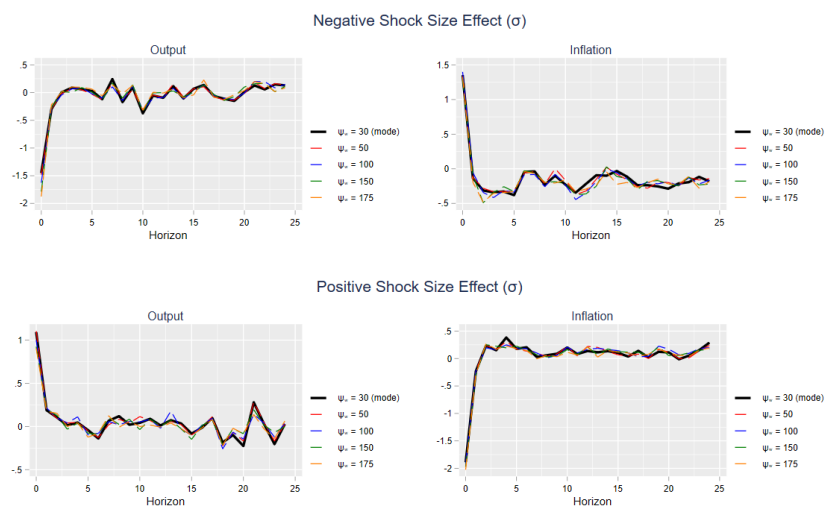 Negative Shock Size Effect (σ)
Output
.5
0
-.5
-1
-1.5
-2
0 5 10 15 20 25
Horizon
ψ∗ = 30 (mode)
ψ∗ = 50
ψ∗ = 100
ψ∗ = 150
ψ∗ = 175
Inflation
1.5
1
.5
0
-.5
0 5 10 15 20 25
Horizon
ψ∗ = 30 (mode)
ψ∗ = 50
ψ∗ = 100
ψ∗ = 150
ψ∗ = 175
Positive Shock Size Effect (σ)
Output
1
.5
0
-.5
0 5 10 15 20 25
Horizon
ψ∗ = 30 (mode)
ψ∗ = 50
ψ∗ = 100
ψ∗ = 150
ψ∗ = 175
Inflation
.5
0
-.5
-1
-1.5
-2
0 5 10 15 20 25
Horizon
ψ∗ = 30 (mode)
ψ∗ = 50
ψ∗ = 100
ψ∗ = 150
ψ∗ = 175